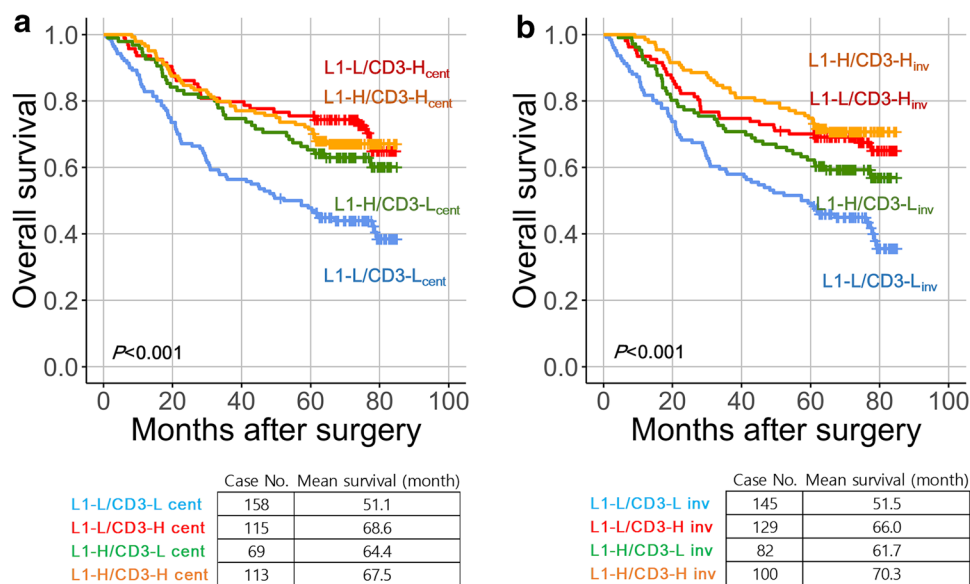 a
Overall survival
1.0
0.8
0.6
0.4
0.2
0.0
L1-L/CD3-Hcent
L1-H/CD3-Hcent
L1-H/CD3-Lcent
L1-L/CD3-Lcent
P<0.001
0 20 40 60 80 100
Months after surgery
Case No. Mean survival (month)
L1-L/CD3-L cent 158 51.1
L1-L/CD3-H cent 115 68.6
L1-H/CD3-L cent 69 64.4
L1-H/CD3-H cent 113 67.5
b
Overall survival
1.0
0.8
0.6
0.4
0.2
0.0
L1-H/CD3-Hinv
L1-L/CD3-Hinv
L1-H/CD3-Linv
L1-L/CD3-Linv
P<0.001
0 20 40 60 80 100
Months after surgery
Case No. Mean survival (month)
L1-L/CD3-L inv 145 51.5
L1-L/CD3-H inv 129 66.0
L1-H/CD3-L inv 82 61.7
L1-H/CD3-H inv 100 70.3